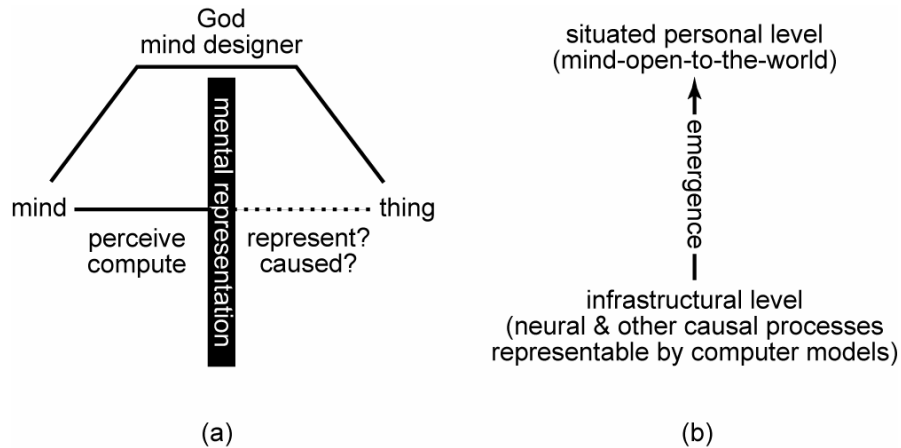 God
mind designer
mental representation
mind
thing
perceive
compute
represent?
caused?
(a)
situated personal level
(mind-open-to-the-world)
emergence
infrastructural level
(neural & other causal processes
representable by computer models)
(b)